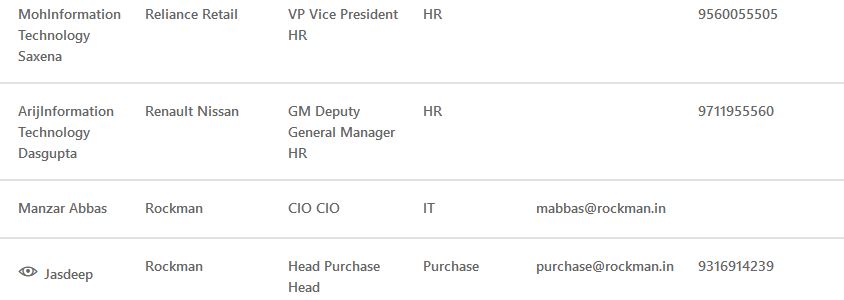 MohInformation Technology Saxena Reliance Retail VP Vice President HR HR 9560055505
ArijInformation Technology Dasgupta Renault Nissan GM Deputy General Manager HR HR 9711955560
Manzar Abbas Rockman CIO CIO IT mabbas@rockman.in
Jasdeep Rockman Head Purchase Head Purchase purchase@rockman.in 9316914239